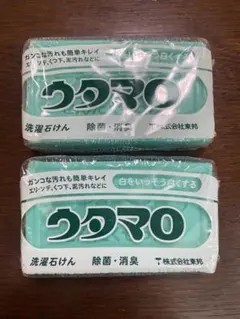 ガンコな汚れも簡単キレイ
エリ・ソデ、くつ下、泥汚れなどに
ウタマロ
洗濯石けん
除菌・消臭
株式会社東邦
ガンコな汚れも簡単キレイ
エリ・ソデ、くつ下、泥汚れなどに
白をいっそう白くする
ウタマロ
洗濯石けん
除菌・消臭
株式会社東邦